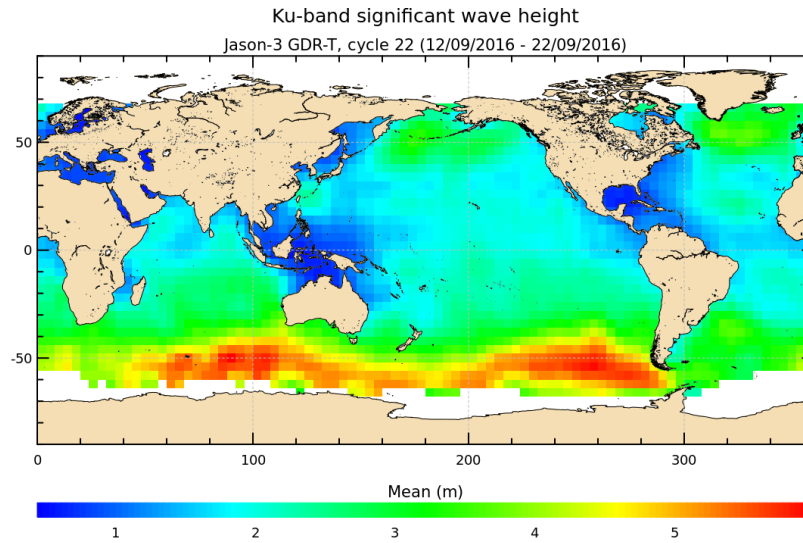 Ku-band significant wave height
Jason-3 GDR-T, cycle 22 (12/09/2016 - 22/09/2016)
50
0
-50
0 100 200 300
Mean (m)
1 2 3 4 5